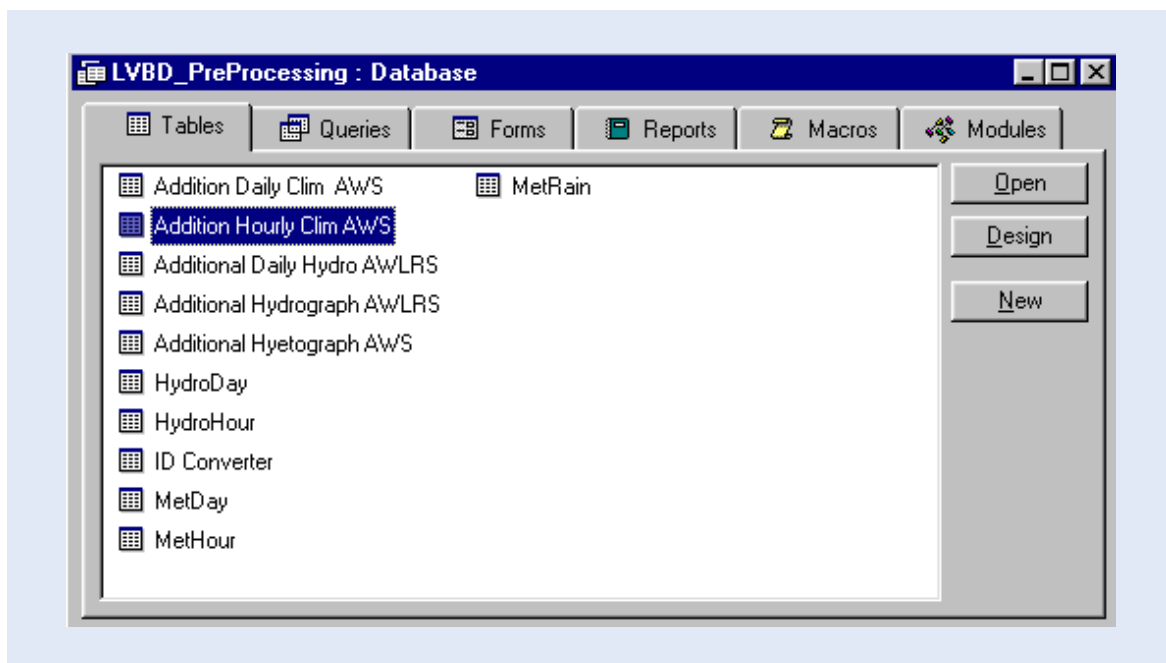 LVBD_PreProcessing : Database
Tables Queries Forms Reports Macros Modules
Addition Daily Clim  AWS
Addition Hourly Clim AWS
Additional Daily Hydro AWLRS
Additional Hydrograph AWLRS
Additional Hyetograph AWS
HydroDay
HydroHour
ID Converter
MetDay
MetHour
MetRain
Open
Design
New